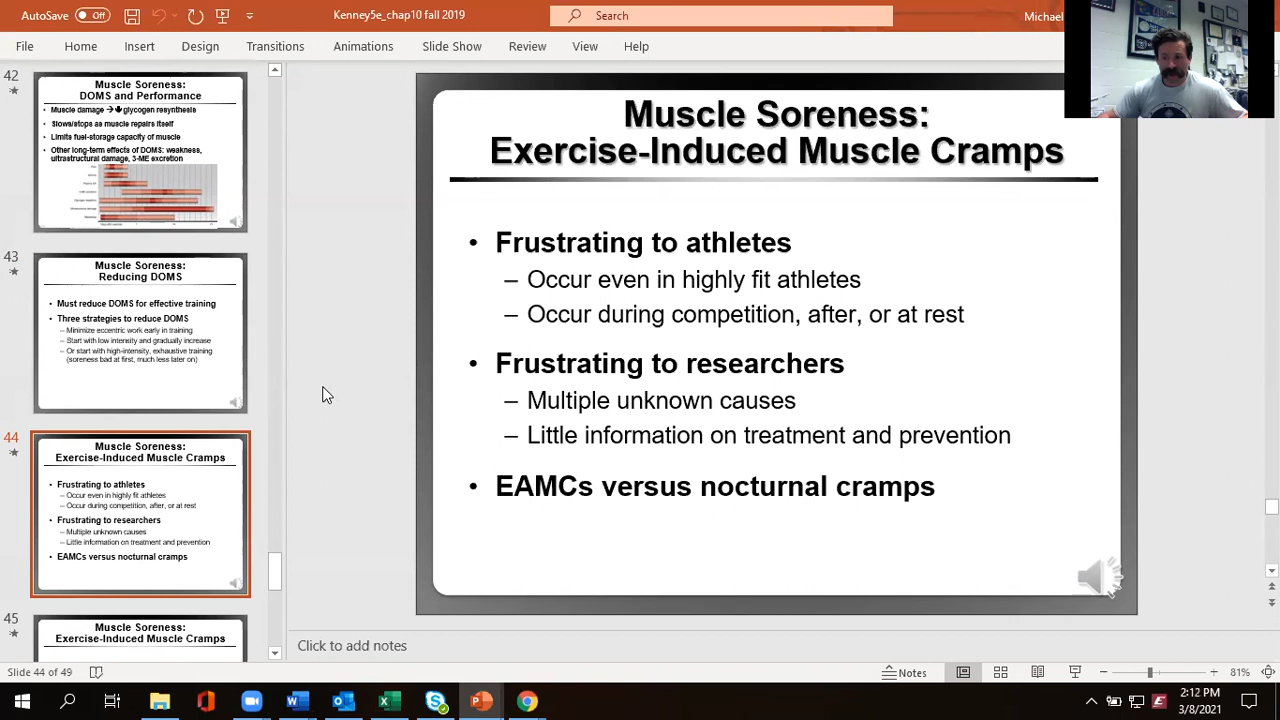 AutoSave Off
Kenney5e_chap10 fall 2019
Search
Michael
File Home Insert Design Transitions Animations Slide Show Review View Help
42
Muscle Soreness:
DOMS and Performance
• Muscle damage → glycogen resynthesis
• Slows/stops as muscle repairs itself
• Limits fuel-storage capacity of muscle
• Other long-term effects of DOMS: weakness,
ultrastructural damage, 3-ME excretion
43
Muscle Soreness:
Reducing DOMS
• Must reduce DOMS for effective training
• Three strategies to reduce DOMS
– Minimize eccentric work early in training
– Start with low intensity and gradually increase
– Or start with high-intensity, exhaustive training
(soreness bad at first, much less later on)
44
Muscle Soreness:
Exercise-Induced Muscle Cramps
• Frustrating to athletes
– Occur even in highly fit athletes
– Occur during competition, after, or at rest
• Frustrating to researchers
– Multiple unknown causes
– Little information on treatment and prevention
• EAMCs versus nocturnal cramps
45
Muscle Soreness:
Exercise-Induced Muscle Cramps
Muscle Soreness:
Exercise-Induced Muscle Cramps
• Frustrating to athletes
– Occur even in highly fit athletes
– Occur during competition, after, or at rest
• Frustrating to researchers
– Multiple unknown causes
– Little information on treatment and prevention
• EAMCs versus nocturnal cramps
Click to add notes
Slide 44 of 49
Notes
81%
2:12 PM
3/8/2021